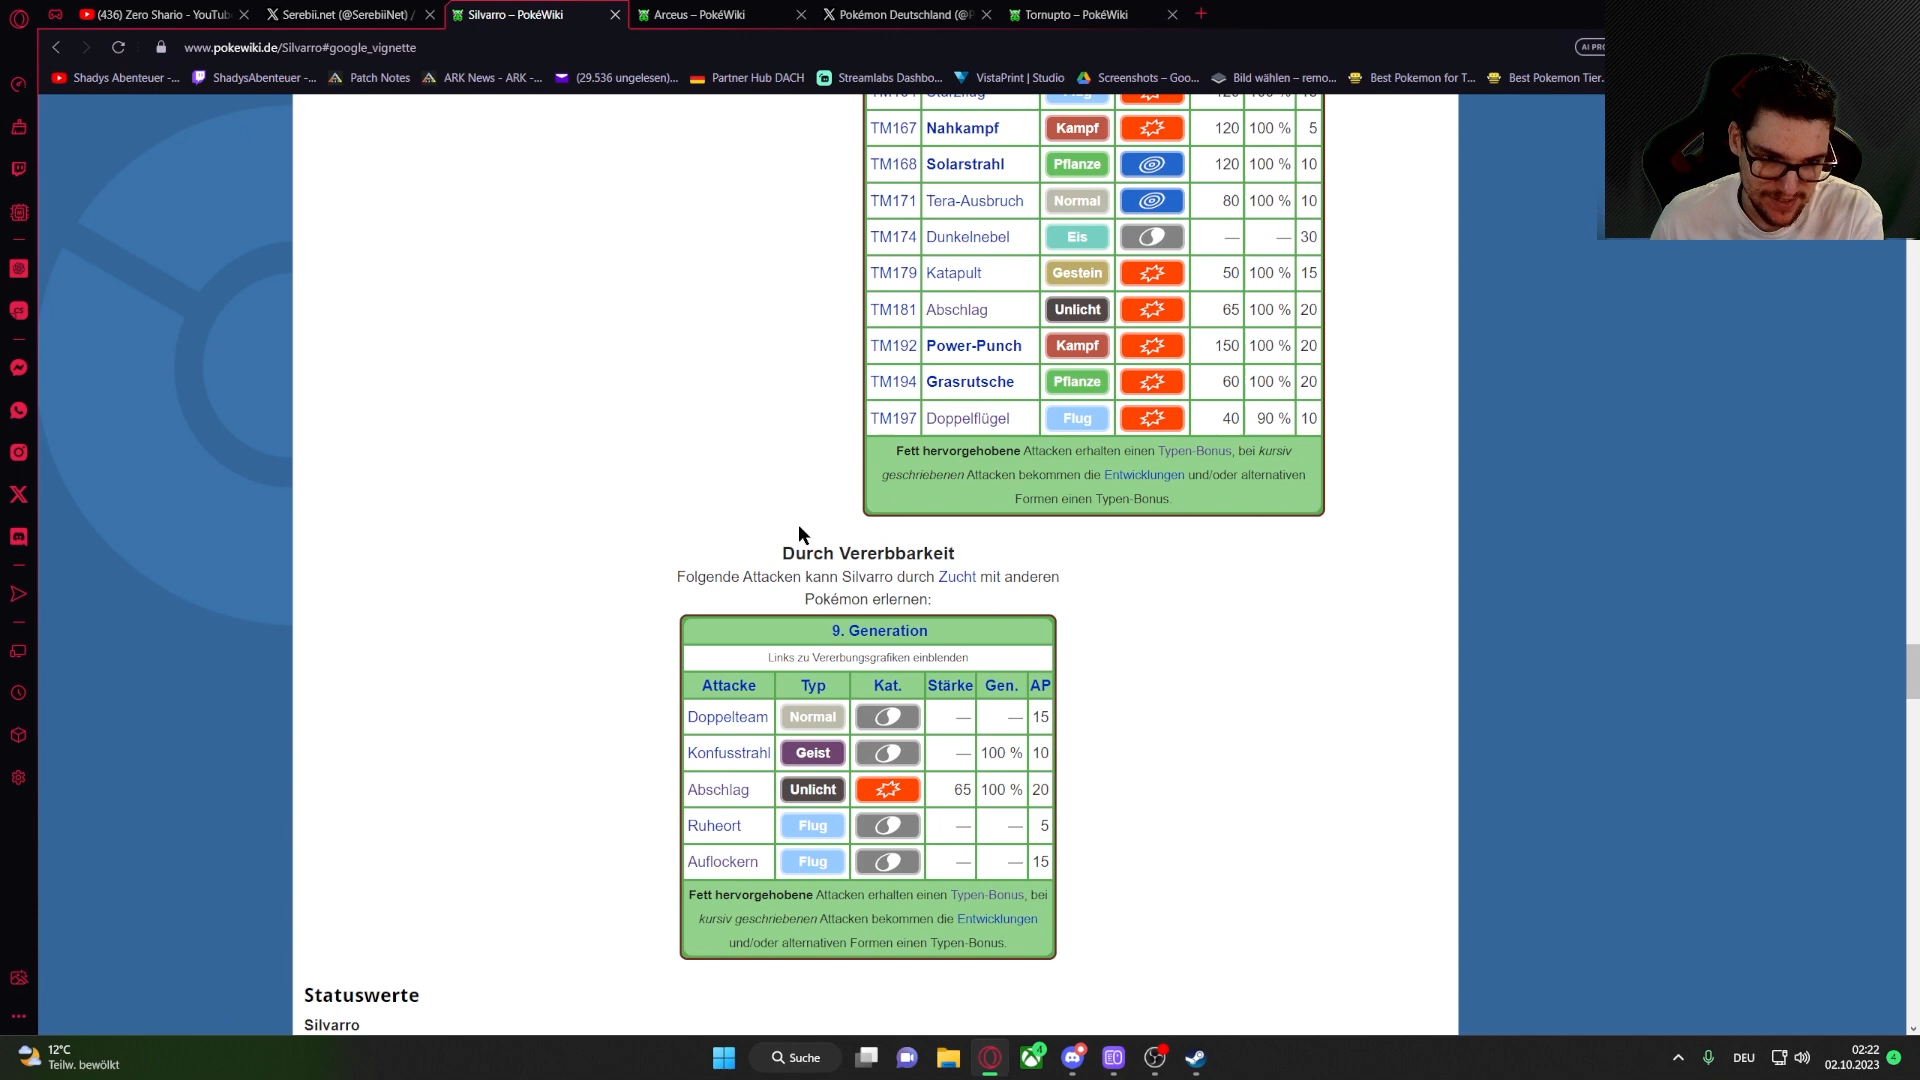 (436) Zero Shario - YouTub
Serebii.net (@SerebiiNet) /
Silvarro – PokéWiki
Arceus – PokéWiki
Pokémon Deutschland (@P
Tornupto – PokéWiki
www.pokewiki.de/Silvarro#google_vignette
AI PRO
Shadys Abenteuer -...
ShadysAbenteuer -...
Patch Notes
ARK News - ARK -...
(29.536 ungelesen)...
Partner Hub DACH
Streamlabs Dashbo...
VistaPrint | Studio
Screenshots – Goo...
Bild wählen – remo...
Best Pokemon for T...
Best Pokemon Tier...
TM167 Nahkampf Kampf 120 100 % 5
TM168 Solarstrahl Pflanze 120 100 % 10
TM171 Tera-Ausbruch Normal 80 100 % 10
TM174 Dunkelnebel Eis — — 30
TM179 Katapult Gestein 50 100 % 15
TM181 Abschlag Unlicht 65 100 % 20
TM192 Power-Punch Kampf 150 100 % 20
TM194 Grasrutsche Pflanze 60 100 % 20
TM197 Doppelflügel Flug 40 90 % 10
Fett hervorgehobene Attacken erhalten einen Typen-Bonus, bei kursiv
geschriebenen Attacken bekommen die Entwicklungen und/oder alternativen
Formen einen Typen-Bonus.
Durch Vererbbarkeit
Folgende Attacken kann Silvarro durch Zucht mit anderen
Pokémon erlernen:
9. Generation
Links zu Vererbungsgrafiken einblenden
Attacke Typ Kat. Stärke Gen. AP
Doppelteam Normal — — 15
Konfusstrahl Geist — 100 % 10
Abschlag Unlicht 65 100 % 20
Ruheort Flug — — 5
Auflockern Flug — — 15
Fett hervorgehobene Attacken erhalten einen Typen-Bonus, bei
kursiv geschriebenen Attacken bekommen die Entwicklungen
und/oder alternativen Formen einen Typen-Bonus.
Statuswerte
Silvarro
12°C
Teilw. bewölkt
Suche
4
DEU
02:22
02.10.2023
4